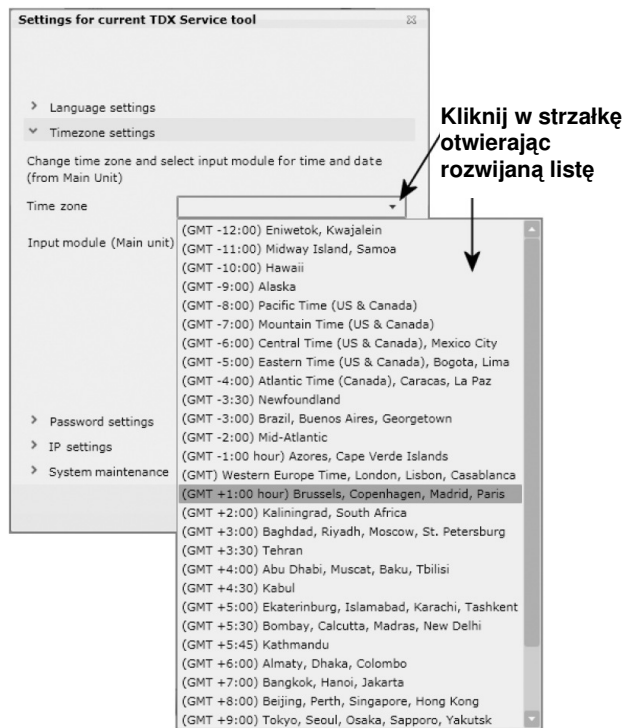 Settings for current TDX Service tool
Language settings
Timezone settings
Change time zone and select input module for time and date
(from Main Unit)
Time zone
Input module (Main unit)
Kliknij w strzałkę
otwierając
rozwijaną listę
(GMT -12:00) Eniwetok, Kwajalein
(GMT -11:00) Midway Island, Samoa
(GMT -10:00) Hawaii
(GMT -9:00) Alaska
(GMT -8:00) Pacific Time (US & Canada)
(GMT -7:00) Mountain Time (US & Canada)
(GMT -6:00) Central Time (US & Canada), Mexico City
(GMT -5:00) Eastern Time (US & Canada), Bogota, Lima
(GMT -4:00) Atlantic Time (Canada), Caracas, La Paz
(GMT -3:30) Newfoundland
(GMT -3:00) Brazil, Buenos Aires, Georgetown
(GMT -2:00) Mid-Atlantic
(GMT -1:00 hour) Azores, Cape Verde Islands
(GMT) Western Europe Time, London, Lisbon, Casablanca
(GMT +1:00 hour) Brussels, Copenhagen, Madrid, Paris
(GMT +2:00) Kaliningrad, South Africa
(GMT +3:00) Baghdad, Riyadh, Moscow, St. Petersburg
(GMT +3:30) Tehran
(GMT +4:00) Abu Dhabi, Muscat, Baku, Tbilisi
(GMT +4:30) Kabul
(GMT +5:00) Ekaterinburg, Islamabad, Karachi, Tashkent
(GMT +5:30) Bombay, Calcutta, Madras, New Delhi
(GMT +5:45) Kathmandu
(GMT +6:00) Almaty, Dhaka, Colombo
(GMT +7:00) Bangkok, Hanoi, Jakarta
(GMT +8:00) Beijing, Perth, Singapore, Hong Kong
(GMT +9:00) Tokyo, Seoul, Osaka, Sapporo, Yakutsk
Password settings
IP settings
System maintenance